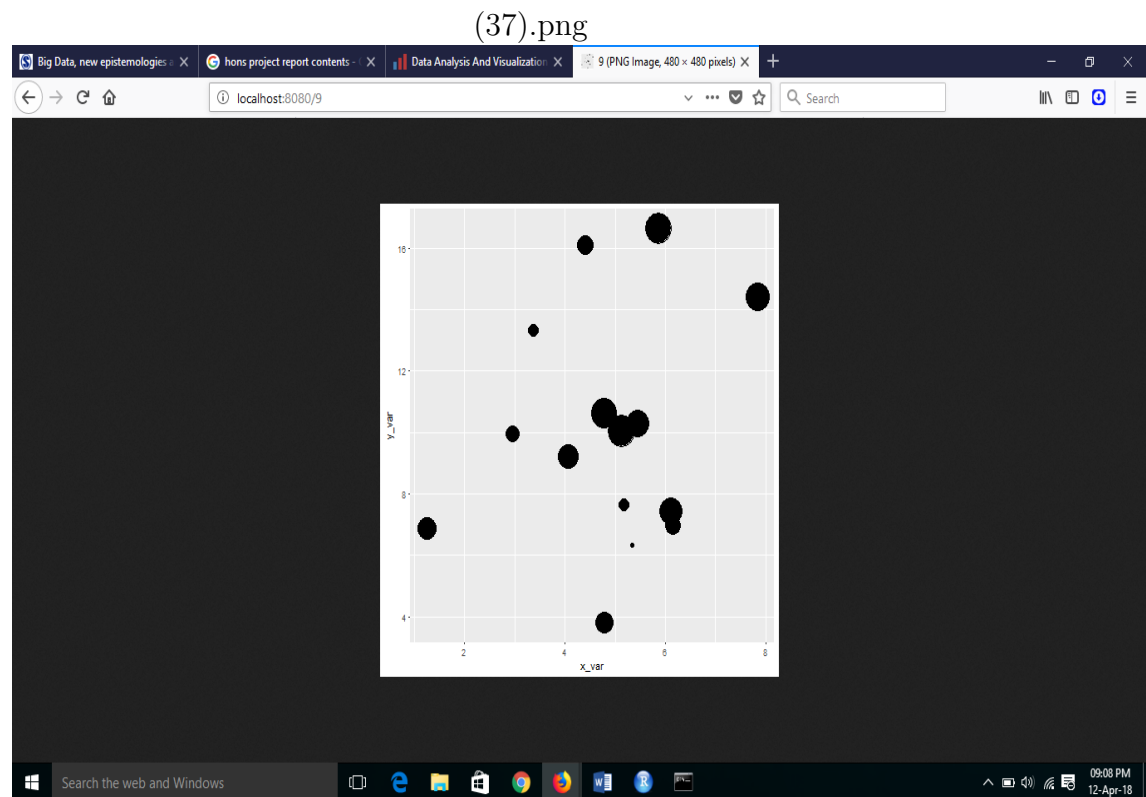 (37).png
Big Data, new epistemologies a
hons project report contents - G
Data Analysis And Visualization
9 (PNG Image, 480 × 480 pixels)
localhost:8080/9
Search
16
12
8
4
y_var
2 4 6 8
x_var
Search the web and Windows
09:08 PM
12-Apr-18